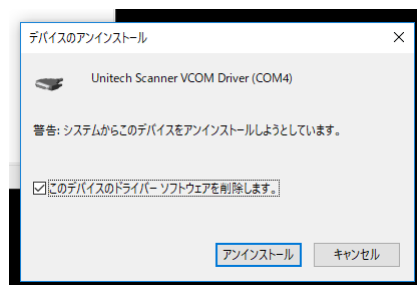 デバイスのアンインストール
Unitech Scanner VCOM Driver (COM4)
警告: システムからこのデバイスをアンインストールしようとしています。
このデバイスのドライバー ソフトウェアを削除します。
アンインストール
キャンセル